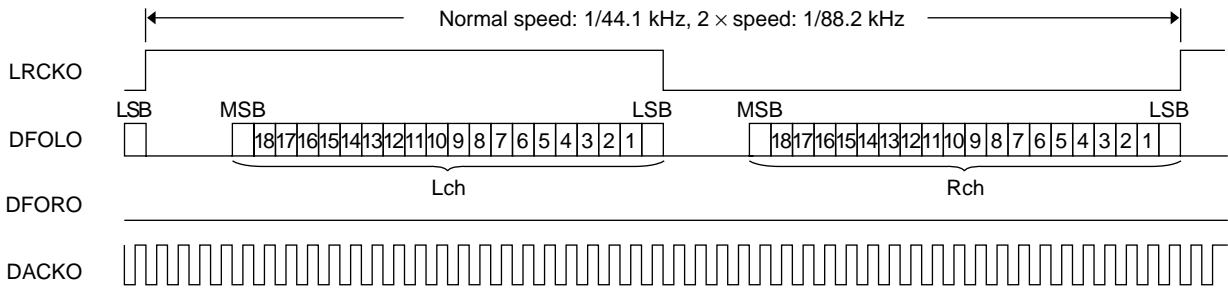 Normal speed: 1/44.1 kHz, 2 × speed: 1/88.2 kHz
LRCKO
LSB MSB LSB MSB LSB
DFOLO 18 17 16 15 14 13 12 11 10 9 8 7 6 5 4 3 2 1 18 17 16 15 14 13 12 11 10 9 8 7 6 5 4 3 2 1
Lch Rch
DFORO
DACKO